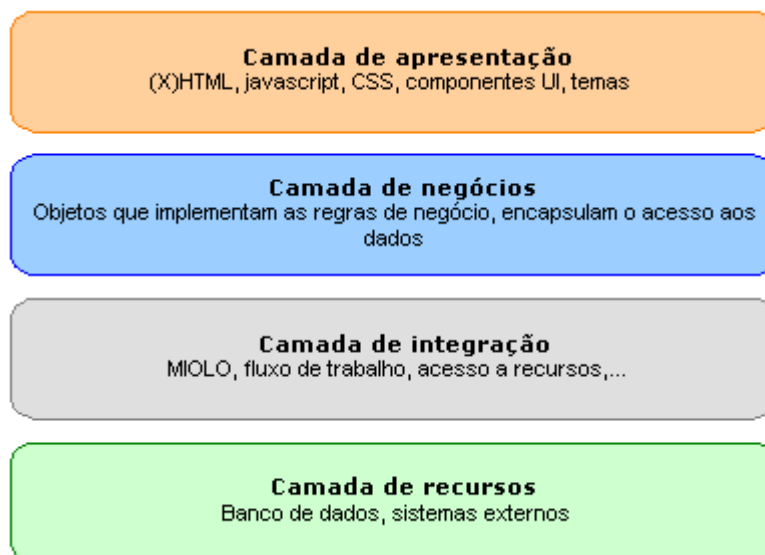 Camada de apresentação
(X)HTML, javascript, CSS, componentes UI, temas
Camada de negócios
Objetos que implementam as regras de negócio, encapsulam o acesso aos
dados
Camada de integração
MIOLO, fluxo de trabalho, acesso a recursos,...
Camada de recursos
Banco de dados, sistemas externos